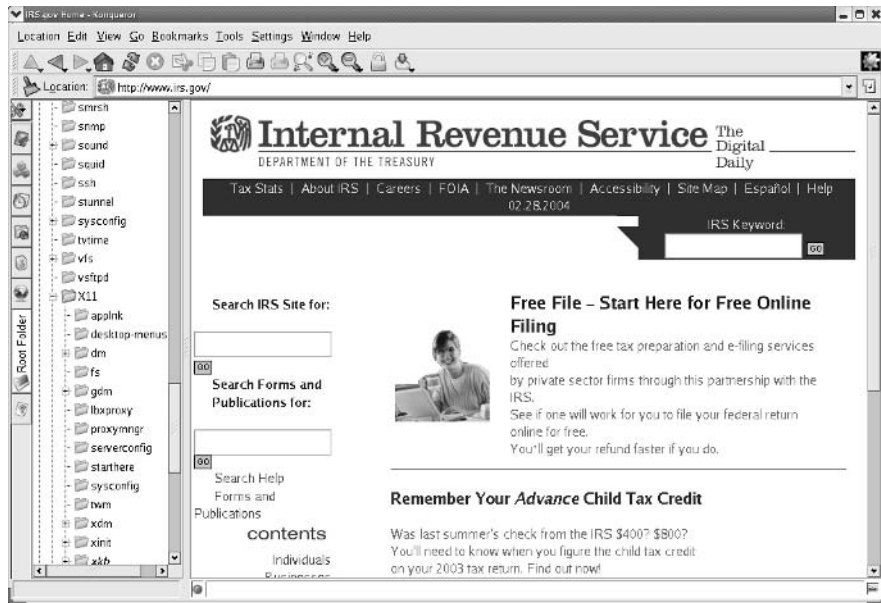 IRS.gov Home - Konqueror
Location Edit View Go Bookmarks Tools Settings Window Help
Location: http://www.irs.gov/
Root Folder
smrsh
snmp
sound
squid
ssh
stunnel
sysconfig
tvtime
vfs
vsftpd
X11
applnk
desktop-menus
dm
fs
gdm
lbxproxy
proxymngr
serverconfig
starthere
sysconfig
twm
xdm
xinit
xkb
Internal Revenue Service
DEPARTMENT OF THE TREASURY
The
Digital
Daily
Tax Stats | About IRS | Careers | FOIA | The Newsroom | Accessibility | Site Map | Español | Help
02.28.2004
IRS Keyword:
GO
Search IRS Site for:
GO
Search Forms and
Publications for:
GO
Search Help
Forms and
Publications
contents
Individuals
Businesses
Free File – Start Here for Free Online
Filing
Check out the free tax preparation and e-filing services
offered
by private sector firms through this partnership with the
IRS.
See if one will work for you to file your federal return
online for free.
You'll get your refund faster if you do.
Remember Your Advance Child Tax Credit
Was last summer's check from the IRS $400? $800?
You'll need to know when you figure the child tax credit
on your 2003 tax return. Find out now!